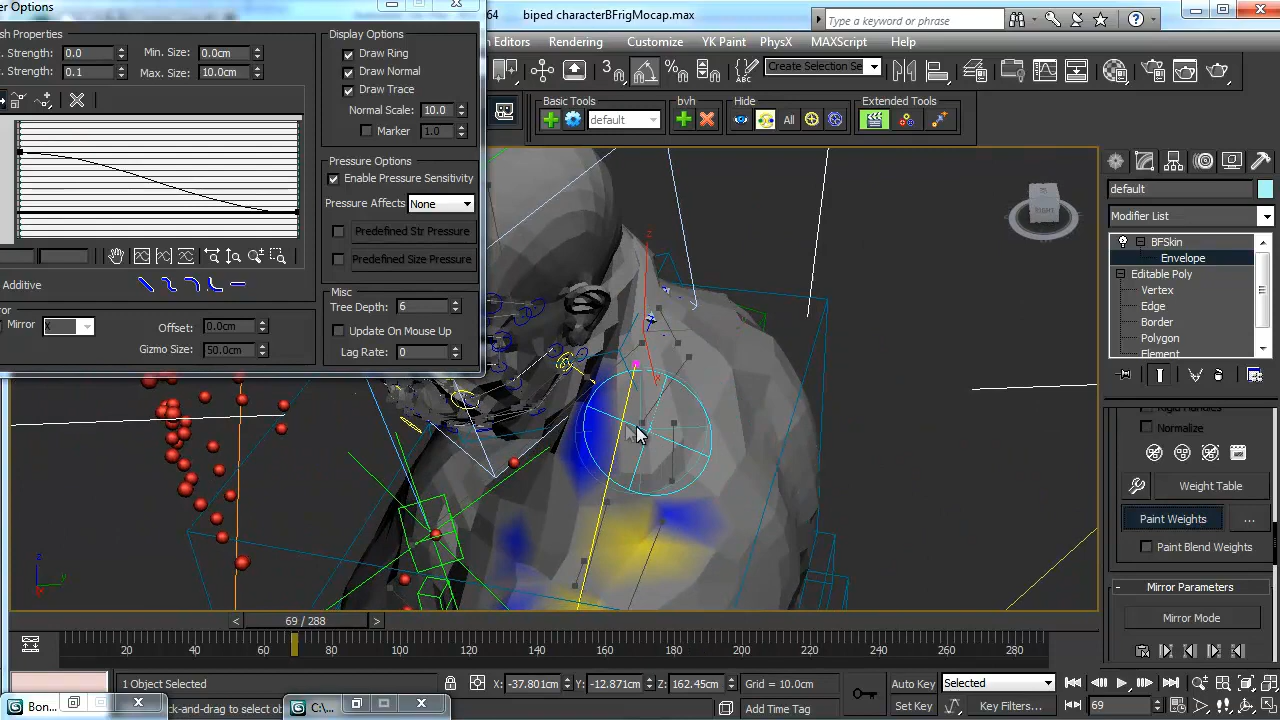 er Options
64 biped characterBFrigMocap.max
Type a keyword or phrase
n Editors Rendering Customize YK Paint PhysX MAXScript Help
3
Create Selection Se
Basic Tools bvh Hide Extended Tools
default All
sh Properties
. Strength: 0.0 Min. Size: 0.0cm
. Strength: 0.1 Max. Size: 10.0cm
Display Options
Draw Ring
Draw Normal
Draw Trace
Normal Scale: 10.0
Marker 1.0
Pressure Options
Enable Pressure Sensitivity
Pressure Affects None
Predefined Str Pressure
Predefined Size Pressure
Misc
Tree Depth: 6
Update On Mouse Up
Lag Rate: 0
Additive
or
Mirror X Offset: 0.0cm
Gizmo Size: 50.0cm
default
Modifier List
BFSkin
Envelope
Editable Poly
Vertex
Edge
Border
Polygon
Element
Rigid Handles
Normalize
Weight Table
Paint Weights ...
Paint Blend Weights
Mirror Parameters
Mirror Mode
69 / 288
20 40 60 80 100 120 140 160 180 200 220 240 260 280
1 Object Selected X: -37.801cm Y: -12.871cm Z: 162.45cm Grid = 10.0cm Auto Key Selected
Bon... C:\... ck-and-drag to select ob Add Time Tag Set Key Key Filters... 69